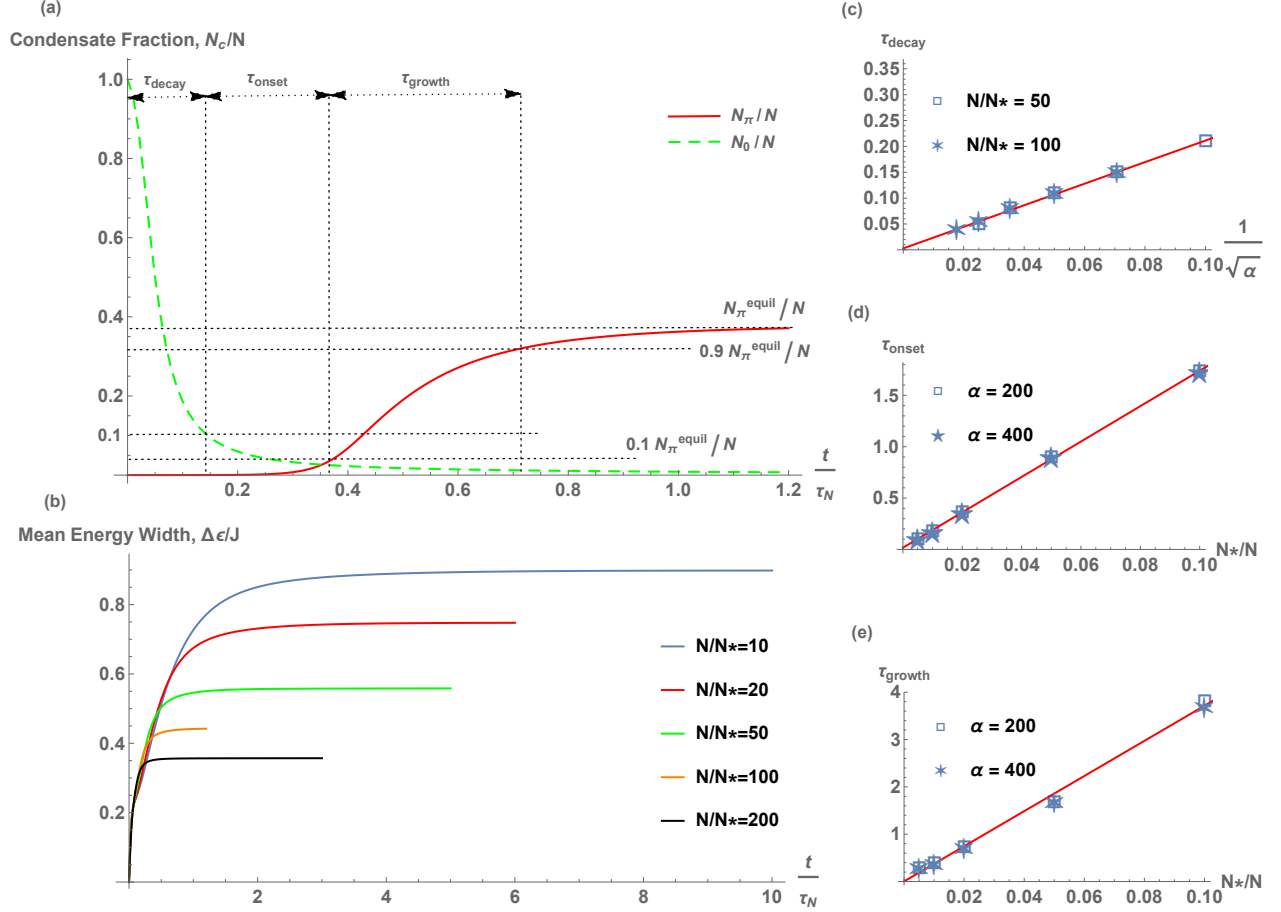 (a)
Condensate Fraction, N_c/N
τ_decay
τ_onset
τ_growth
1.0
0.8
0.6
0.4
0.2
0.1
N_π/N
N_0/N
N_π^equil/N
0.9 N_π^equil/N
0.1 N_π^equil/N
0.2 0.4 0.6 0.8 1.0 1.2
t/τ_N
(b)
Mean Energy Width, Δϵ/J
0.8
0.6
0.4
0.2
N/N*=10
N/N*=20
N/N*=50
N/N*=100
N/N*=200
2 4 6 8 10
t/τ_N
(c)
τ_decay
0.35
0.30
0.25
0.20
0.15
0.10
0.05
N/N* = 50
N/N* = 100
0.02 0.04 0.06 0.08 0.10
1/√α
(d)
τ_onset
1.5
1.0
0.5
α = 200
α = 400
0.02 0.04 0.06 0.08 0.10
N*/N
(e)
τ_growth
4
3
2
1
α = 200
α = 400
0.02 0.04 0.06 0.08 0.10
N*/N